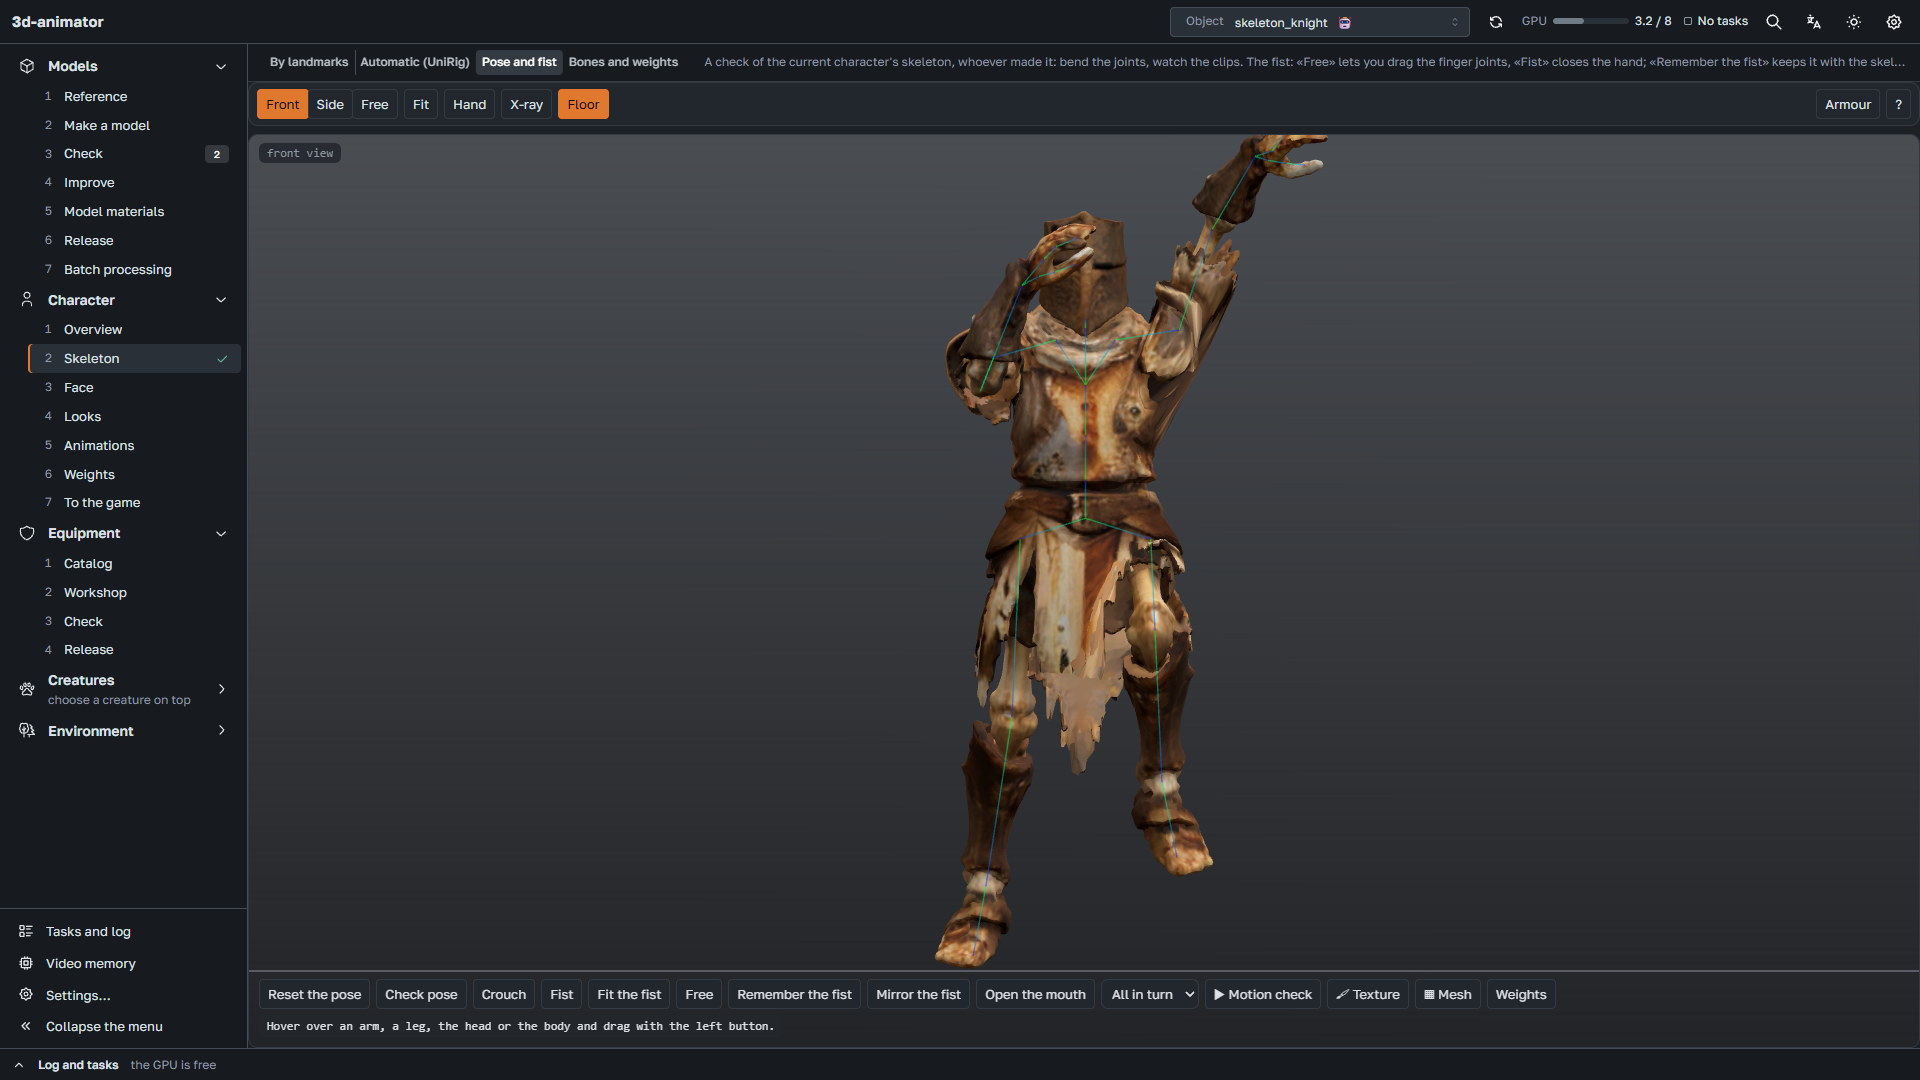 3d-animator
Object skeleton_knight
GPU 3.2 / 8 No tasks
Models
1 Reference
2 Make a model
3 Check 2
4 Improve
5 Model materials
6 Release
7 Batch processing
Character
1 Overview
2 Skeleton
3 Face
4 Looks
5 Animations
6 Weights
7 To the game
Equipment
1 Catalog
2 Workshop
3 Check
4 Release
Creatures
choose a creature on top
Environment
Tasks and log
Video memory
Settings...
Collapse the menu
By landmarks Automatic (UniRig) Pose and fist Bones and weights A check of the current character's skeleton, whoever made it: bend the joints, watch the clips. The fist: «Free» lets you drag the finger joints, «Fist» closes the hand; «Remember the fist» keeps it with the skel...
Front Side Free Fit Hand X-ray Floor Armour ?
front view
Reset the pose Check pose Crouch Fist Fit the fist Free Remember the fist Mirror the fist Open the mouth All in turn Motion check Texture Mesh Weights
Hover over an arm, a leg, the head or the body and drag with the left button.
Log and tasks the GPU is free